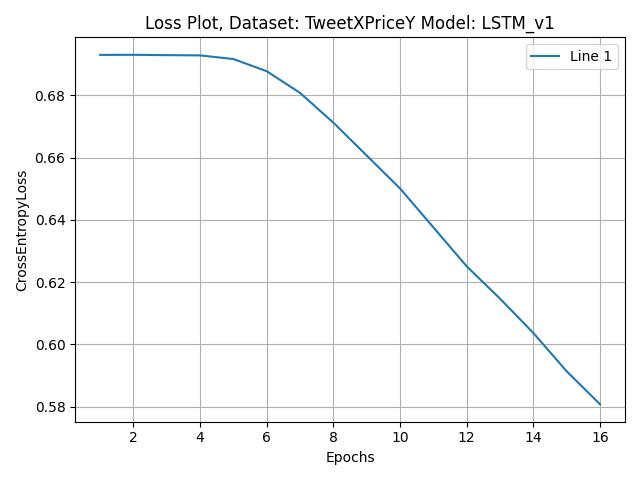 Loss Plot, Dataset: TweetXPriceY Model: LSTM_v1
Line 1
CrossEntropyLoss
0.68
0.66
0.64
0.62
0.60
0.58
2 4 6 8 10 12 14 16
Epochs